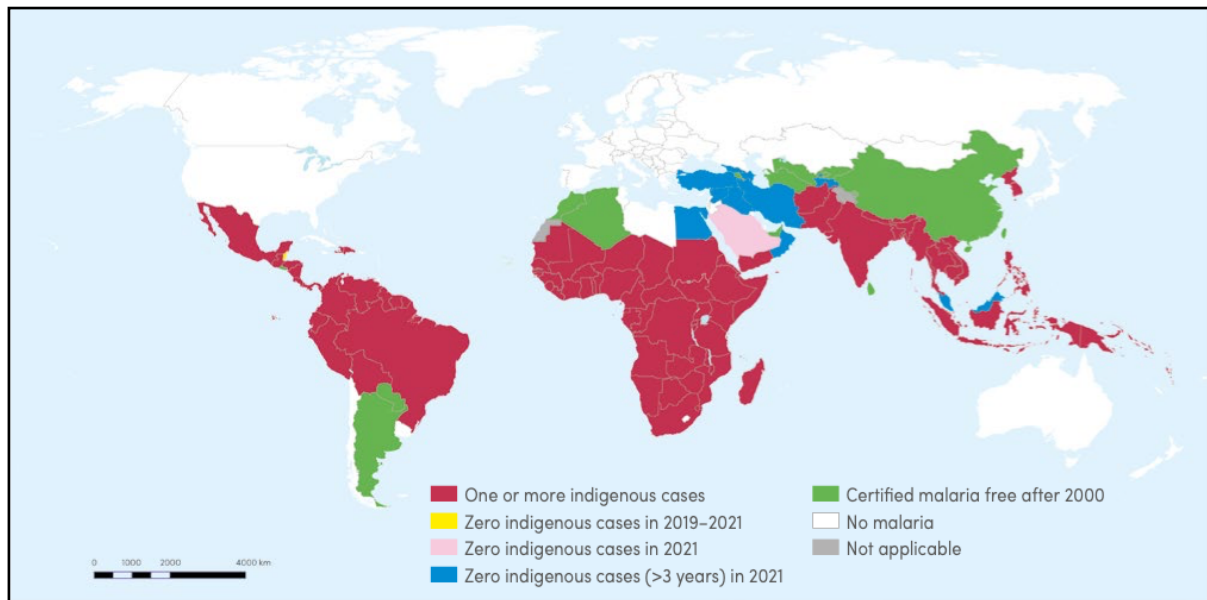 One or more indigenous cases
Zero indigenous cases in 2019–2021
Zero indigenous cases in 2021
Zero indigenous cases (>3 years) in 2021
Certified malaria free after 2000
No malaria
Not applicable
0 1000 2000 4000 km